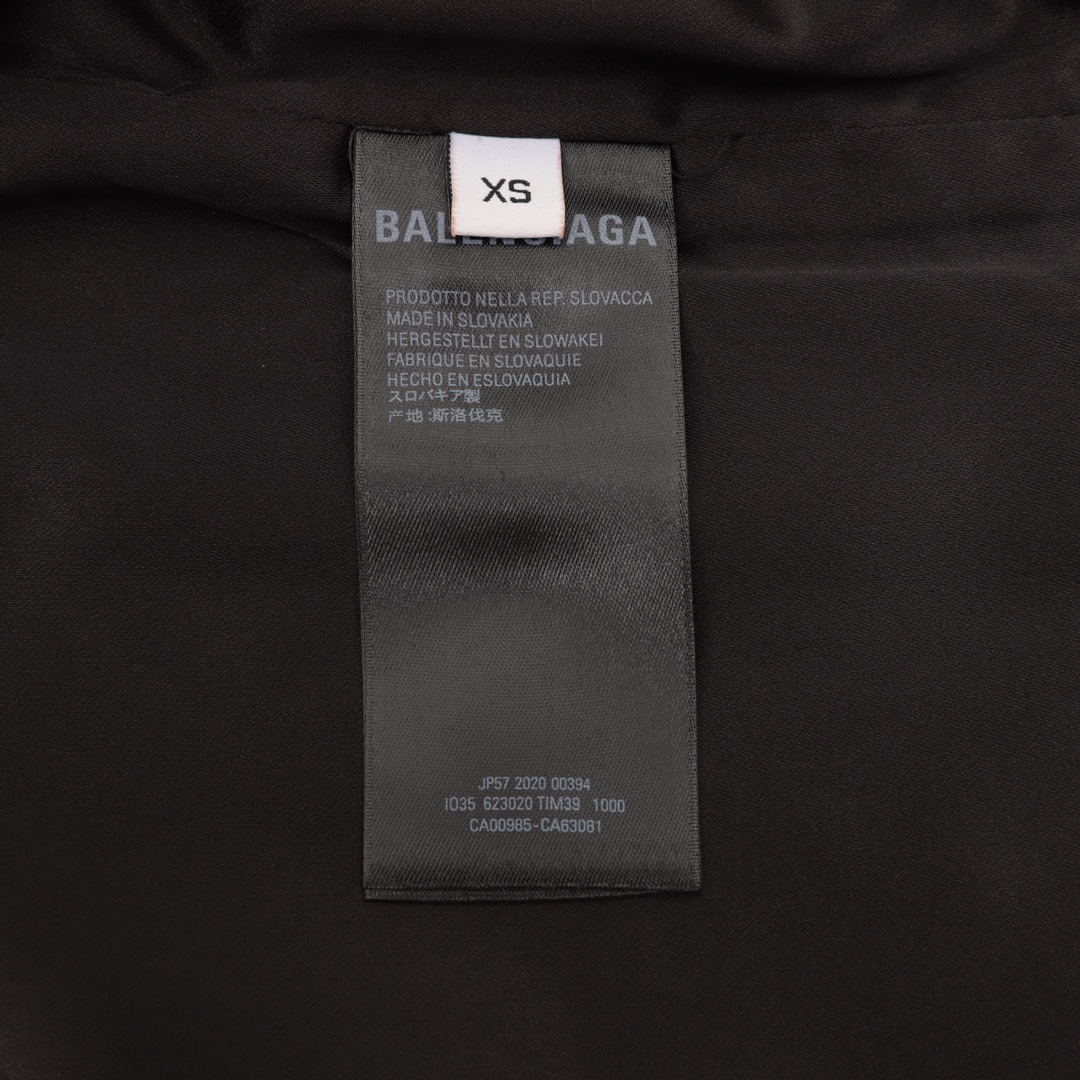 XS
BALENCIAGA
PRODOTTO NELLA REP. SLOVACCA
MADE IN SLOVAKIA
HERGESTELLT EN SLOWAKEI
FABRIQUE EN SLOVAQUIE
HECHO EN ESLOVAQUIA
スロバキア製
产地:斯洛伐克
JP57 2020 00394
IO35 623020 TIM39 1000
CA00985-CA63081